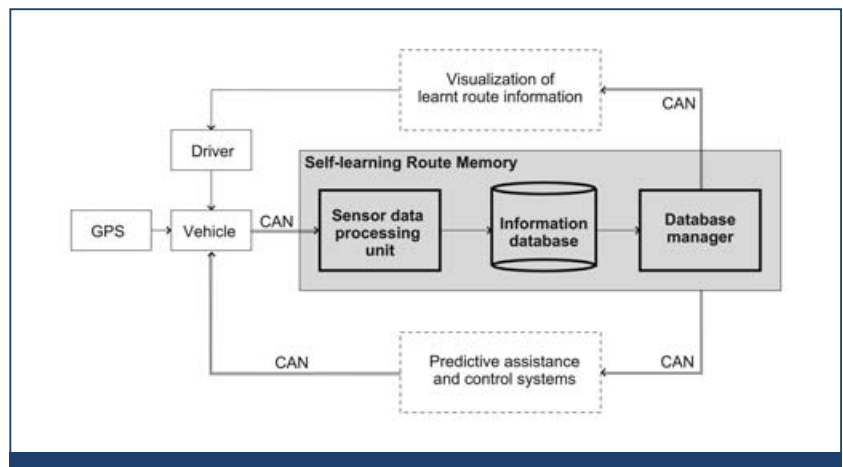 Visualization of
learnt route information
CAN
Driver
Self-learning Route Memory
GPS
Vehicle
CAN
Sensor data
processing
unit
Information
database
Database
manager
CAN
Predictive assistance
and control systems
CAN